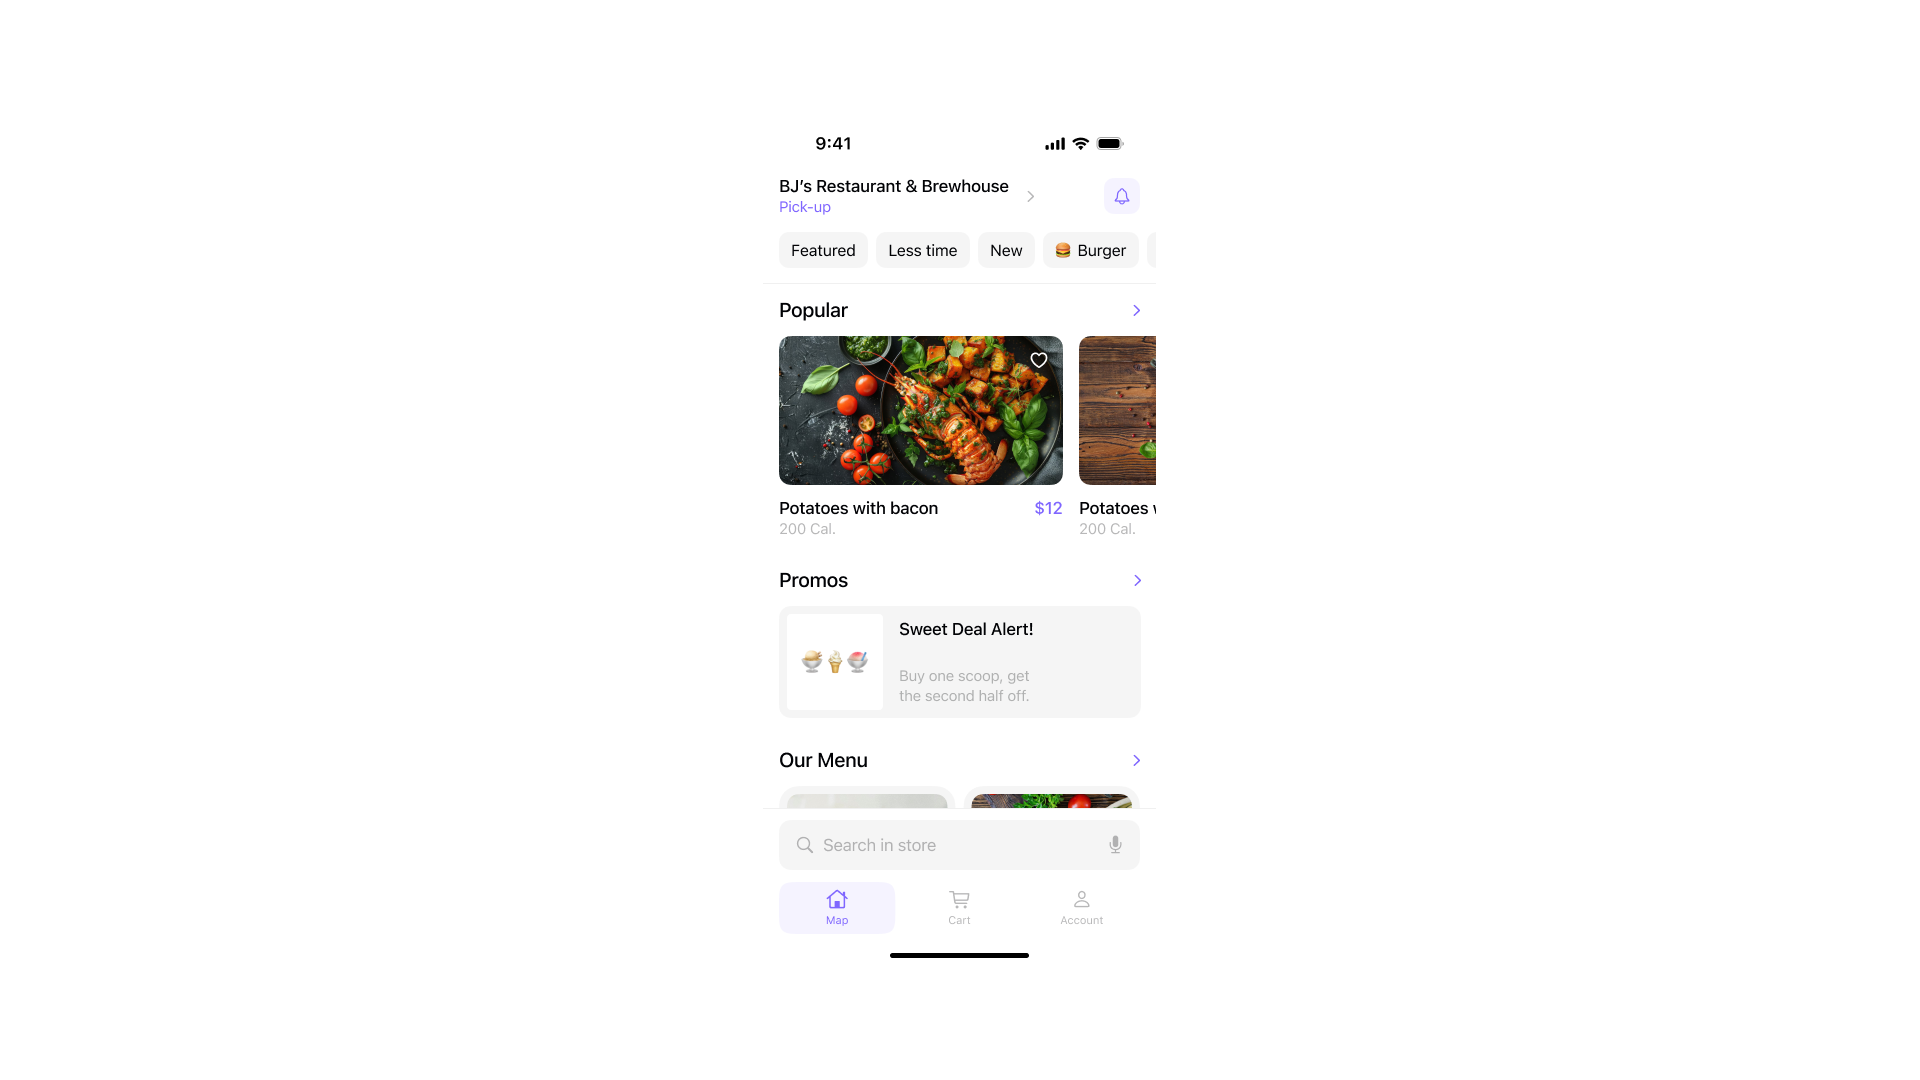 9:41
BJ’s Restaurant & Brewhouse
Pick-up
Featured
Less time
New
Burger
Popular
Potatoes with bacon
$12
200 Cal.
Potatoes
200 Cal.
Promos
Sweet Deal Alert!
Buy one scoop, get
the second half off.
Our Menu
Search in store
Map
Cart
Account